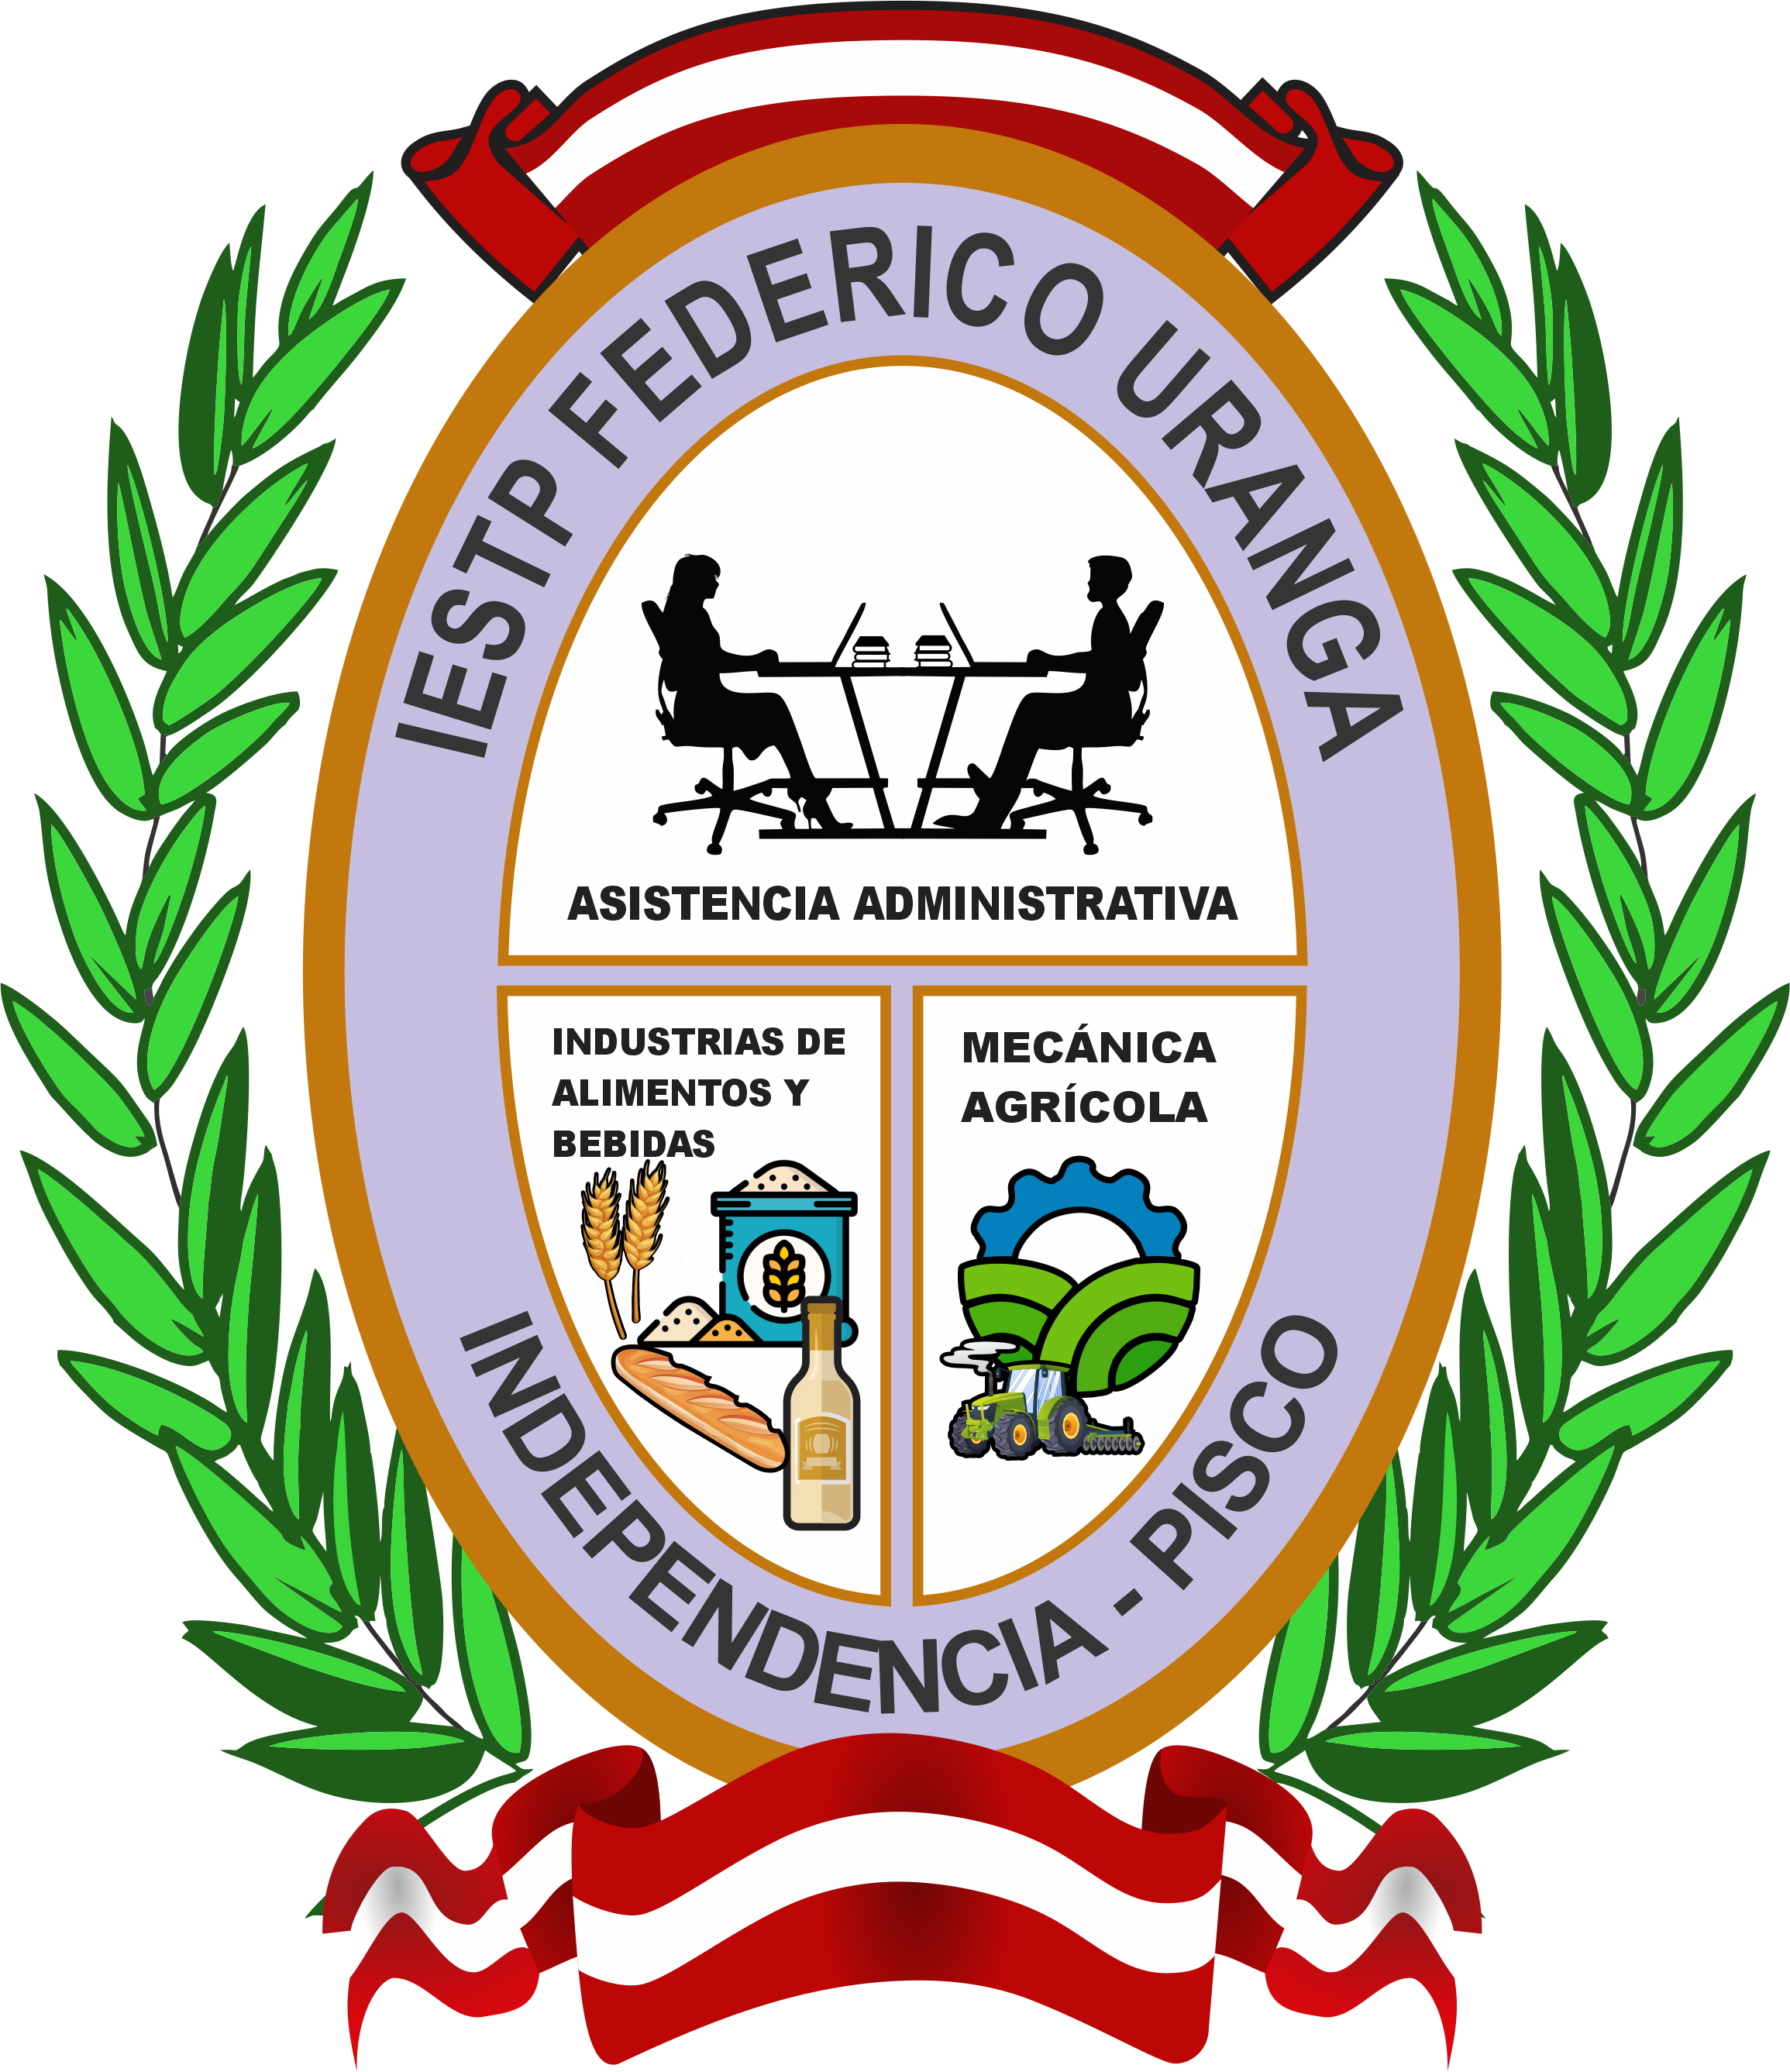 IESTP FEDERICO URANGA
ASISTENCIA ADMINISTRATIVA
INDUSTRIAS DE
ALIMENTOS Y
BEBIDAS
MECÁNICA
AGRÍCOLA
INDEPENDENCIA - PISCO